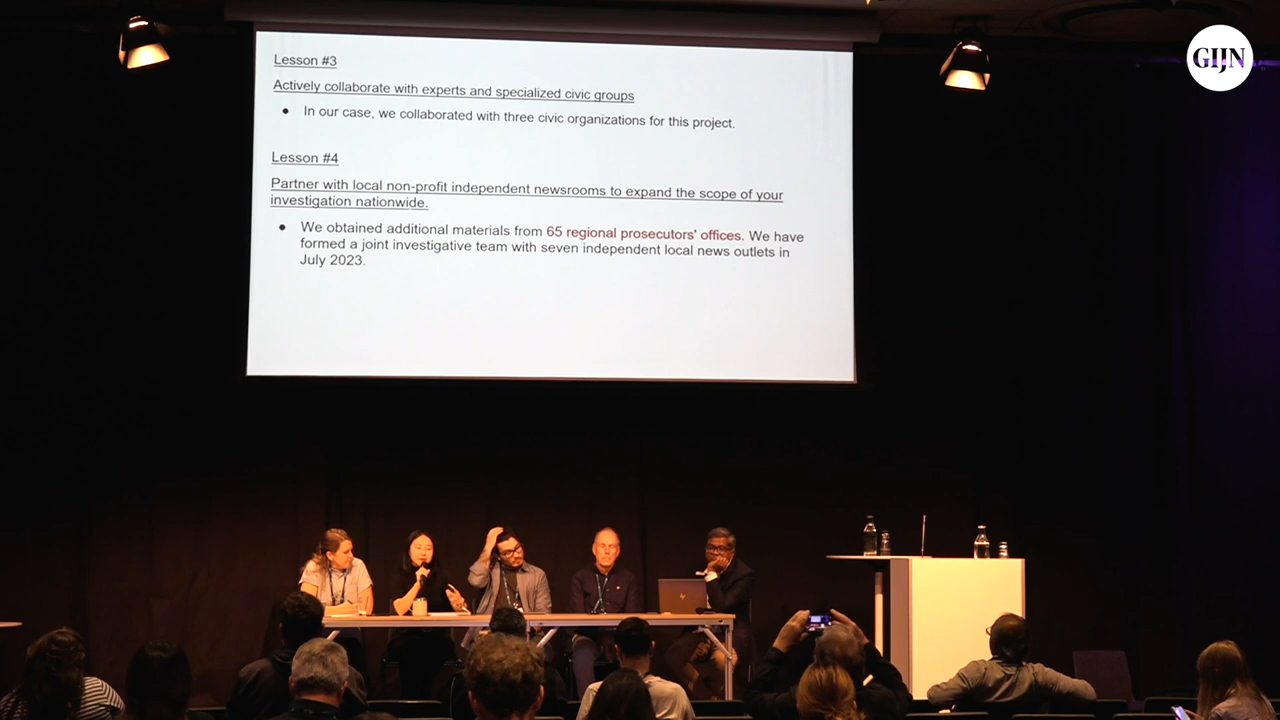 GIJN
Lesson #3
Actively collaborate with experts and specialized civic groups
● In our case, we collaborated with three civic organizations for this project.
Lesson #4
Partner with local non-profit independent newsrooms to expand the scope of your
investigation nationwide.
● We obtained additional materials from 65 regional prosecutors' offices. We have
formed a joint investigative team with seven independent local news outlets in
July 2023.